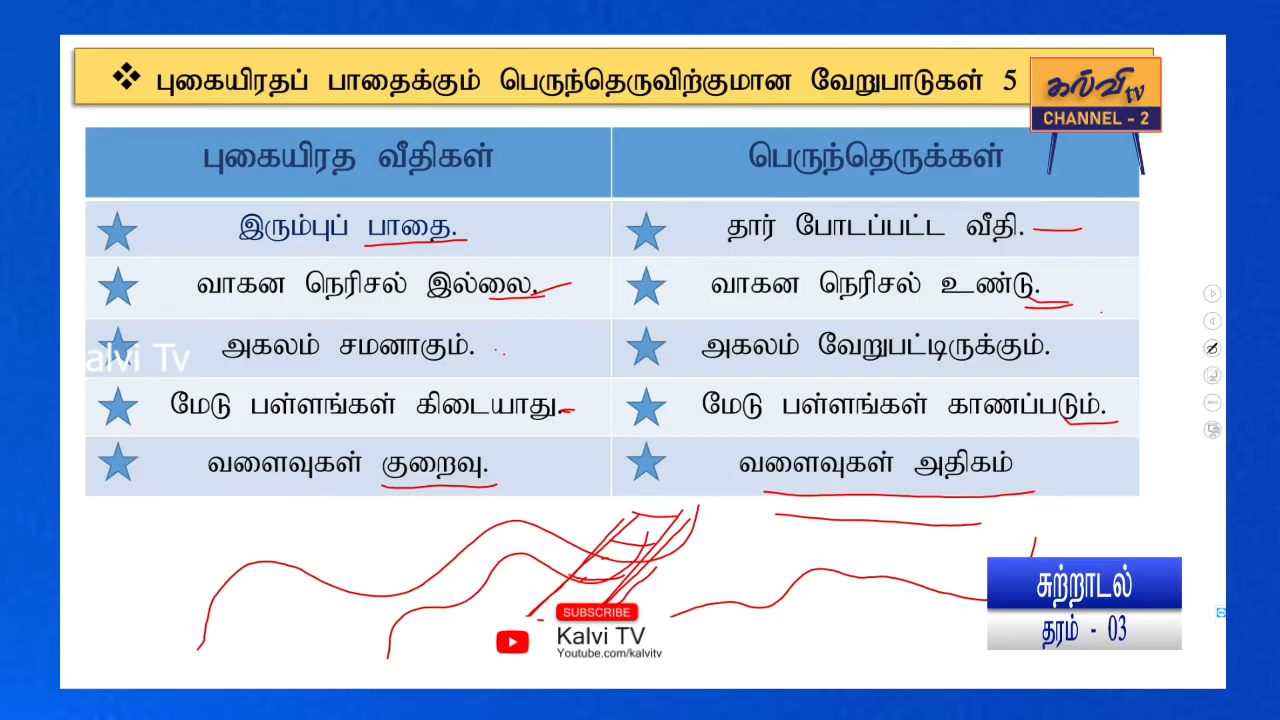 ❖ புகையிரதப் பாதைக்கும் பெருந்தெருவிற்குமான வேறுபாடுகள் 5
கல்வி tv
CHANNEL - 2
புகையிரத வீதிகள் பெருந்தெருக்கள்
இரும்புப் பாதை. தார் போடப்பட்ட வீதி.
வாகன நெரிசல் இல்லை. வாகன நெரிசல் உண்டு.
அகலம் சமனாகும். அகலம் வேறுபட்டிருக்கும்.
alvi Tv
மேடு பள்ளங்கள் கிடையாது. மேடு பள்ளங்கள் காணப்படும்.
வளைவுகள் குறைவு. வளைவுகள் அதிகம்
சுற்றாடல்
தரம் - 03
SUBSCRIBE
Kalvi TV
Youtube.com/kalvitv